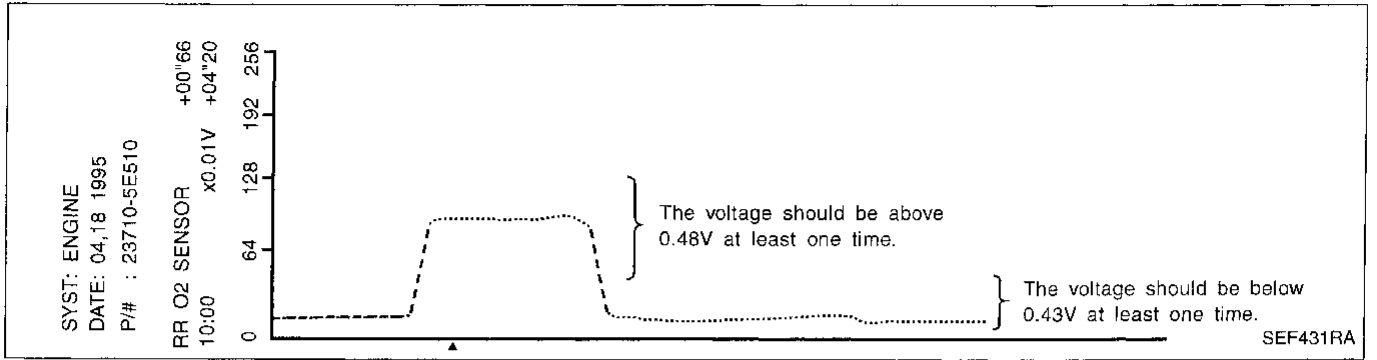 SYST: ENGINE
DATE: 04,18 1995
P/# : 23710-5E510
RR O2 SENSOR +00"66
10:00 x0.01V +04"20
256
192
128
64
0
The voltage should be above
0.48V at least one time.
The voltage should be below
0.43V at least one time.
SEF431RA